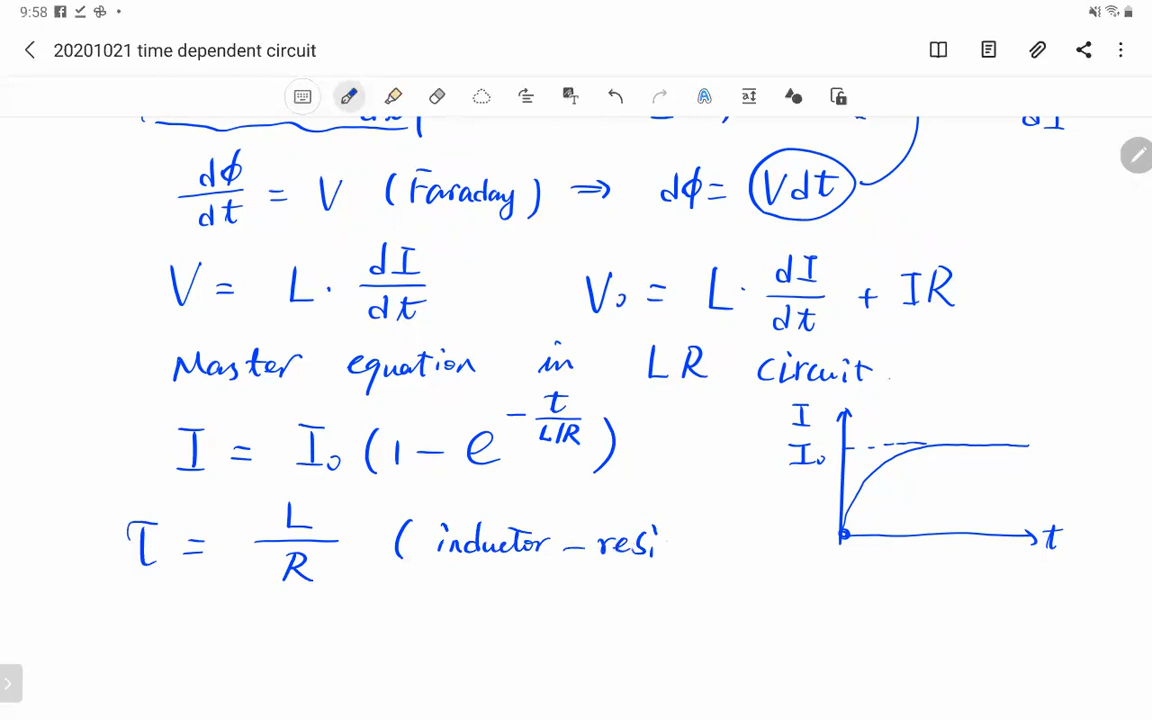 9:58
20201021 time dependent circuit
dI
dϕ/dt = V (Faraday) ⇒ dϕ = Vdt
V = L · dI/dt V₀ = L · dI/dt + IR
Master equation in LR circuit.
I = I₀ (1 - e^(-t/(L/R)))
I
I₀
t
τ = L/R (inductor - resi